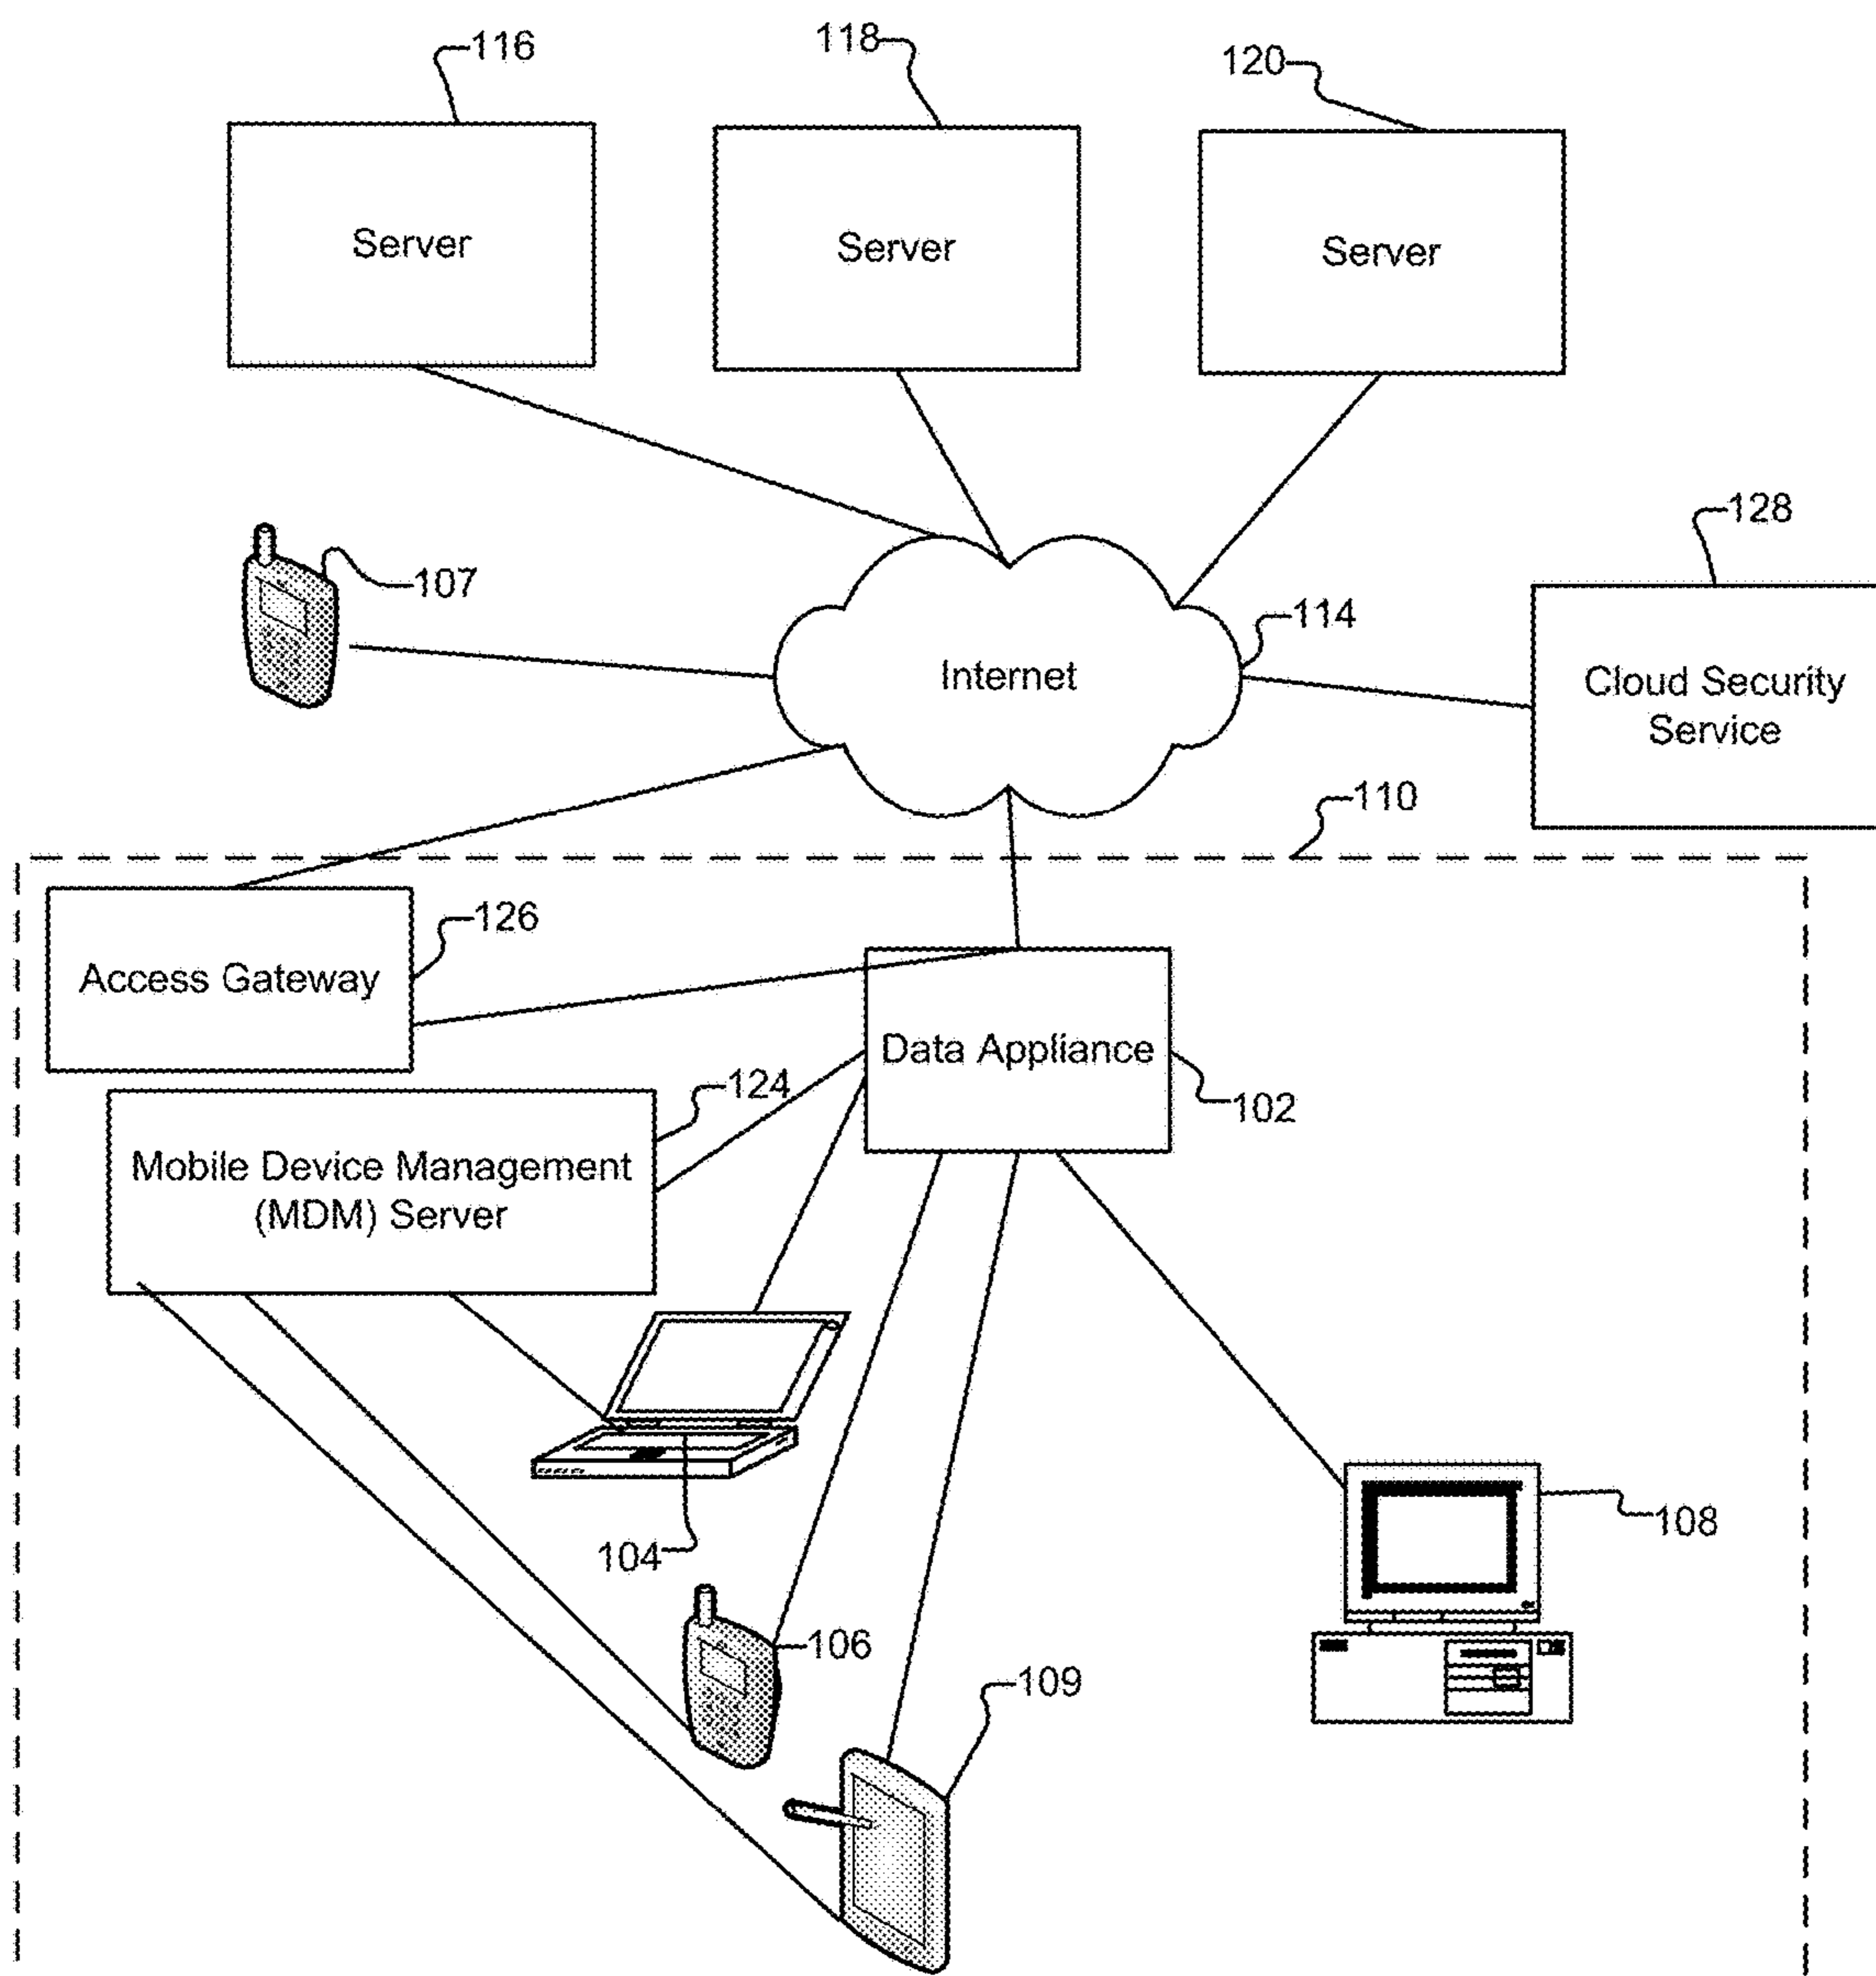 116
118
120
Server
Server
Server
107
128
114
Internet
Cloud Security
Service
110
126
Access Gateway
Data Appliance
124
102
Mobile Device Management
(MDM) Server
104
108
106
109